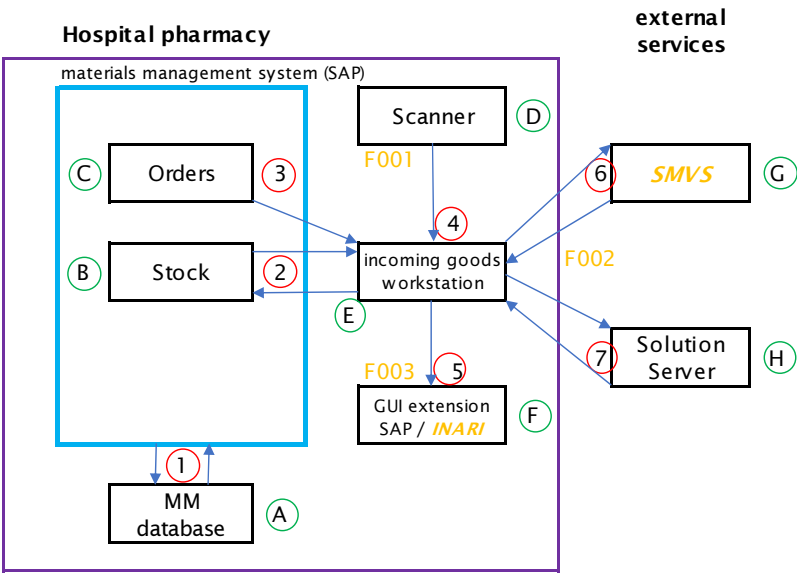 Hospital pharmacy
external
services
materials management system (SAP)
Scanner
D
F001
C
Orders
3
6
SMVS
G
4
B
Stock
2
incoming goods
workstation
F002
E
7
Solution
Server
H
F003
5
GUI extension
SAP / INARI
F
1
MM
database
A